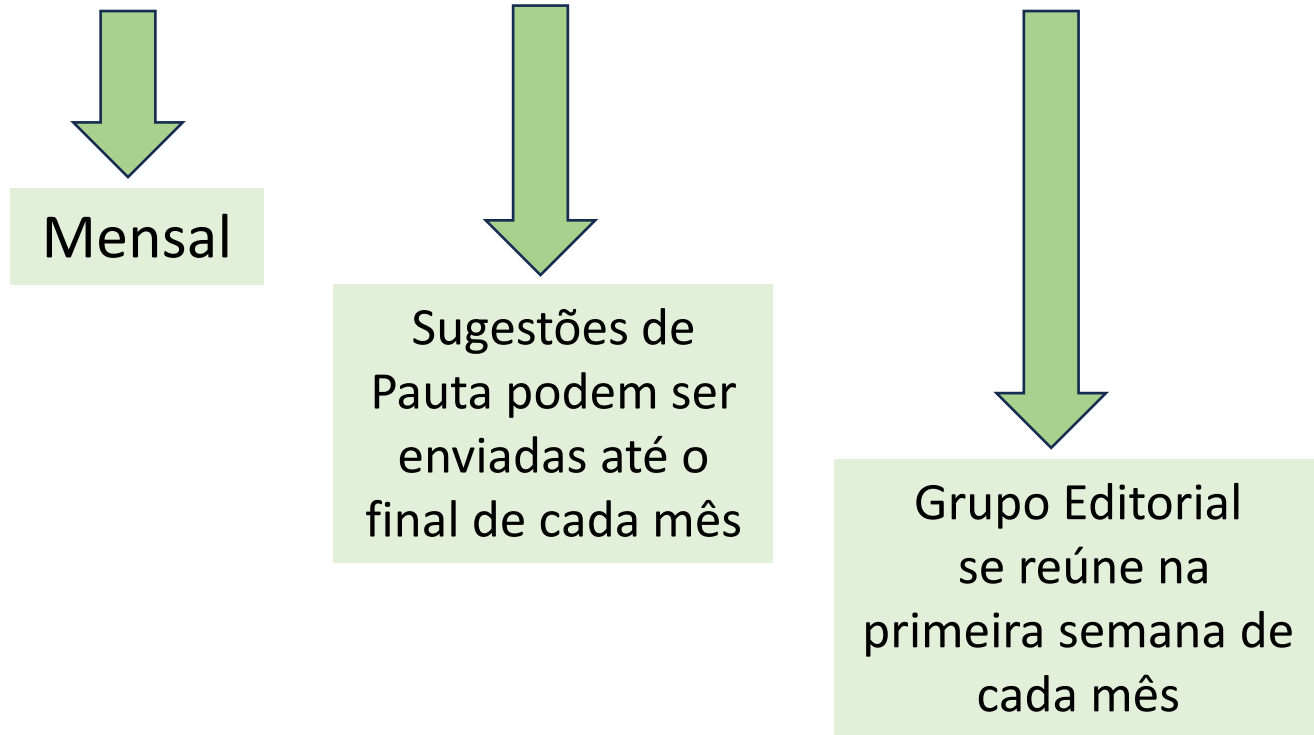 Mensal
Sugestões de
Pauta podem ser
enviadas até o
final de cada mês
Grupo Editorial
se reúne na
primeira semana de
cada mês